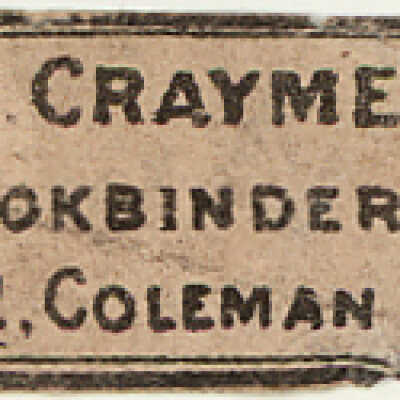 . CRAYME
OKBINDER
, COLEMAN